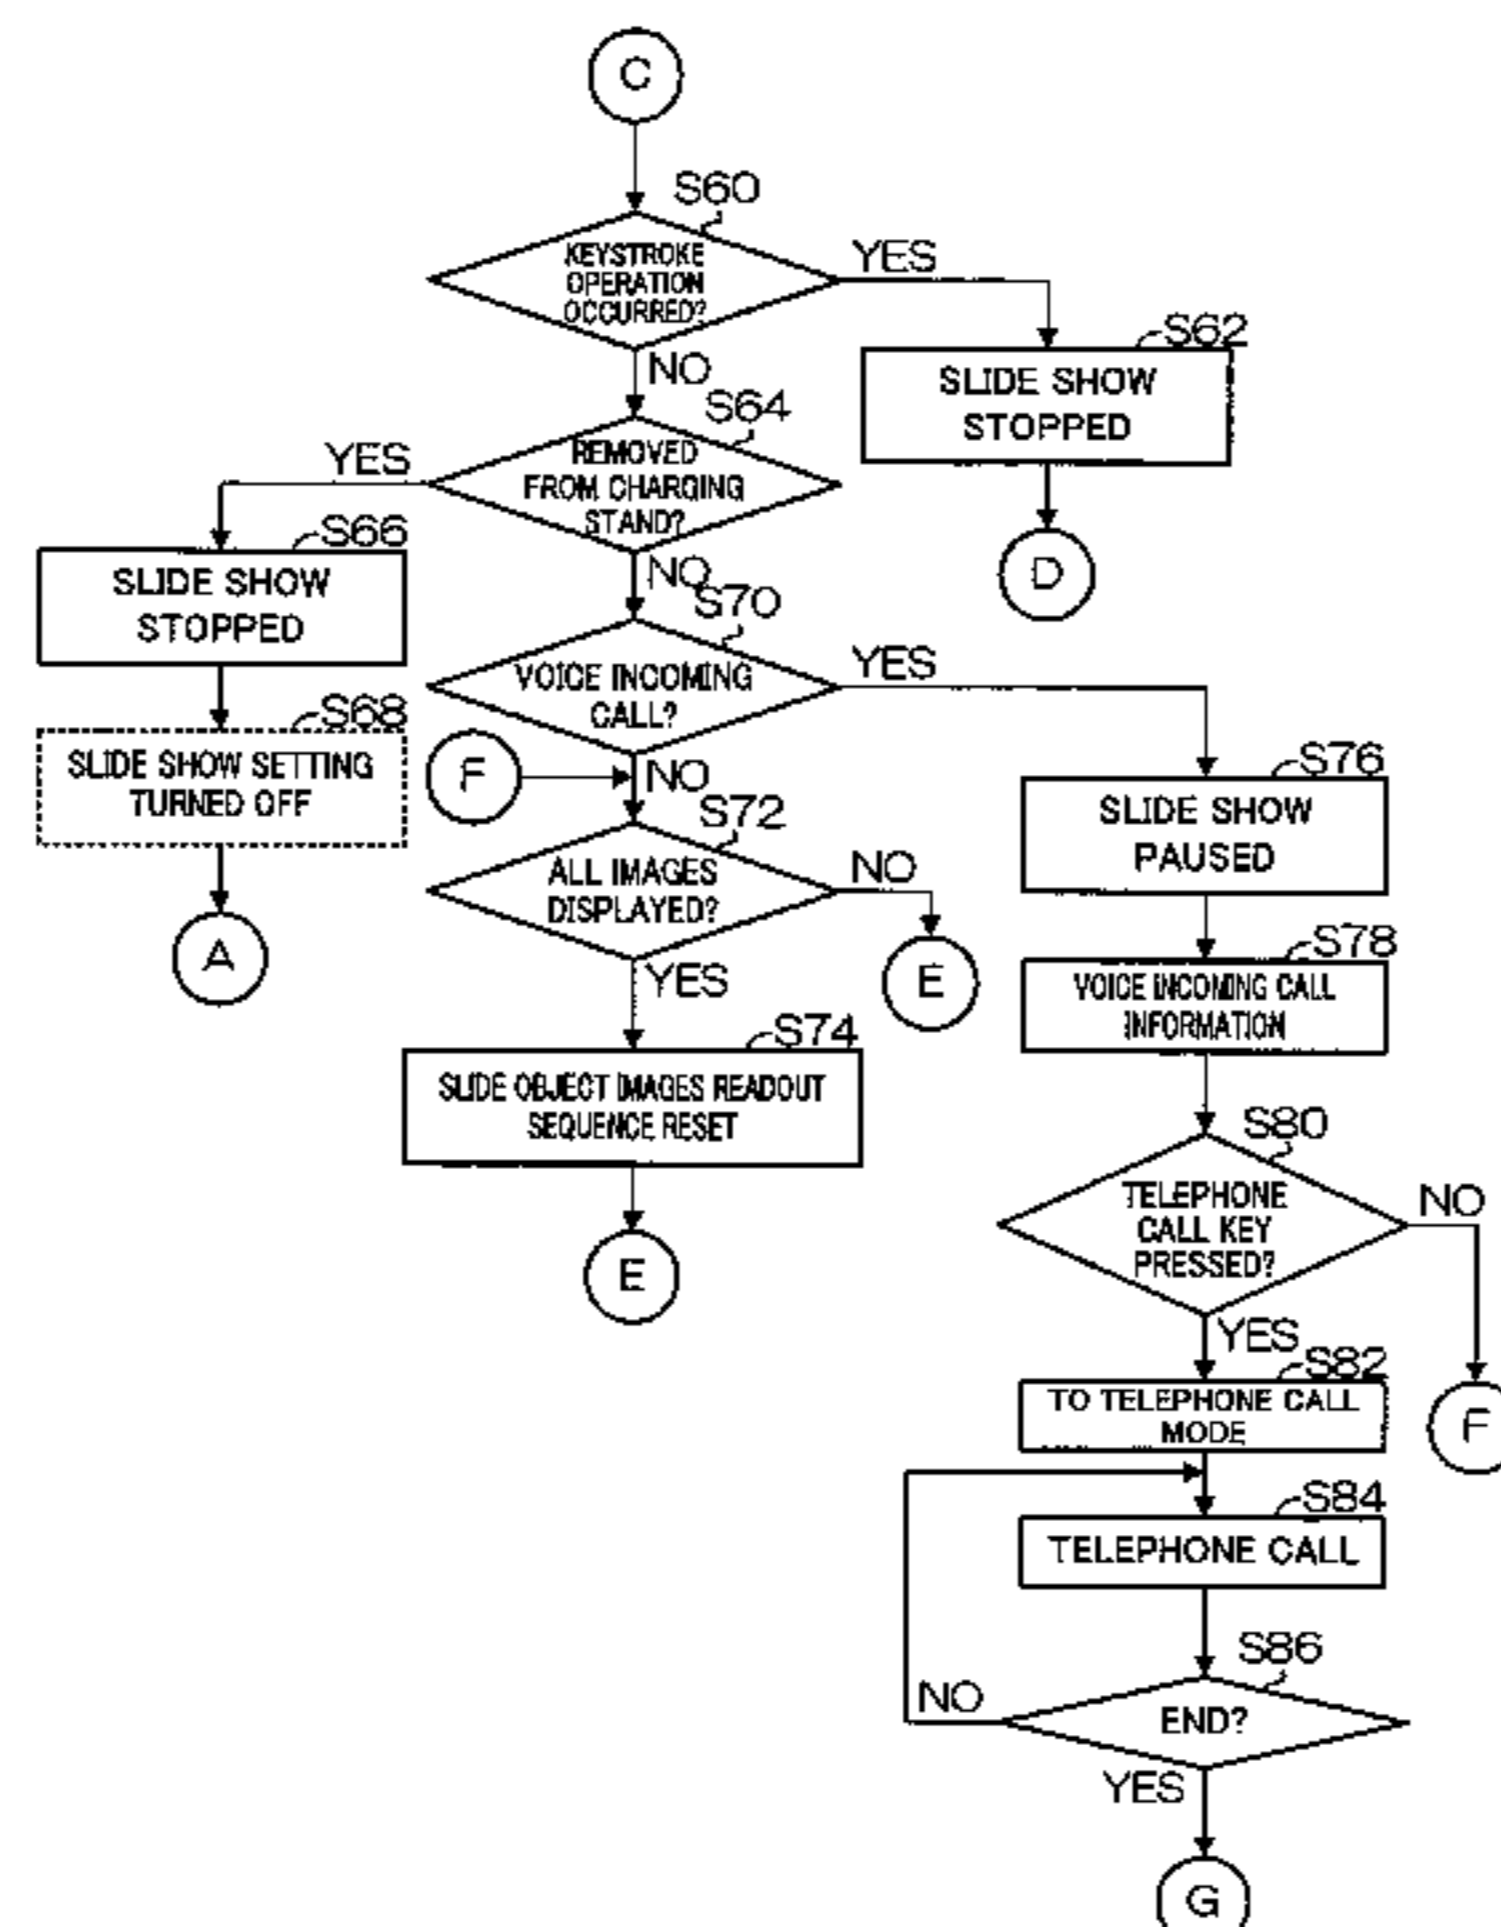 C
S60
KEYSTROKE
OPERATION
OCCURRED?
YES
NO
S62
SLIDE SHOW
STOPPED
D
S64
REMOVED
FROM CHARGING
STAND?
YES
NO
S66
SLIDE SHOW
STOPPED
S68
SLIDE SHOW SETTING
TURNED OFF
A
S70
VOICE INCOMING
CALL?
YES
NO
F
S72
ALL IMAGES
DISPLAYED?
NO
E
YES
S74
SLIDE OBJECT IMAGES READOUT
SEQUENCE RESET
E
S76
SLIDE SHOW
PAUSED
S78
VOICE INCOMING CALL
INFORMATION
S80
TELEPHONE
CALL KEY
PRESSED?
NO
F
YES
S82
TO TELEPHONE CALL
MODE
S84
TELEPHONE CALL
S86
END?
NO
YES
G